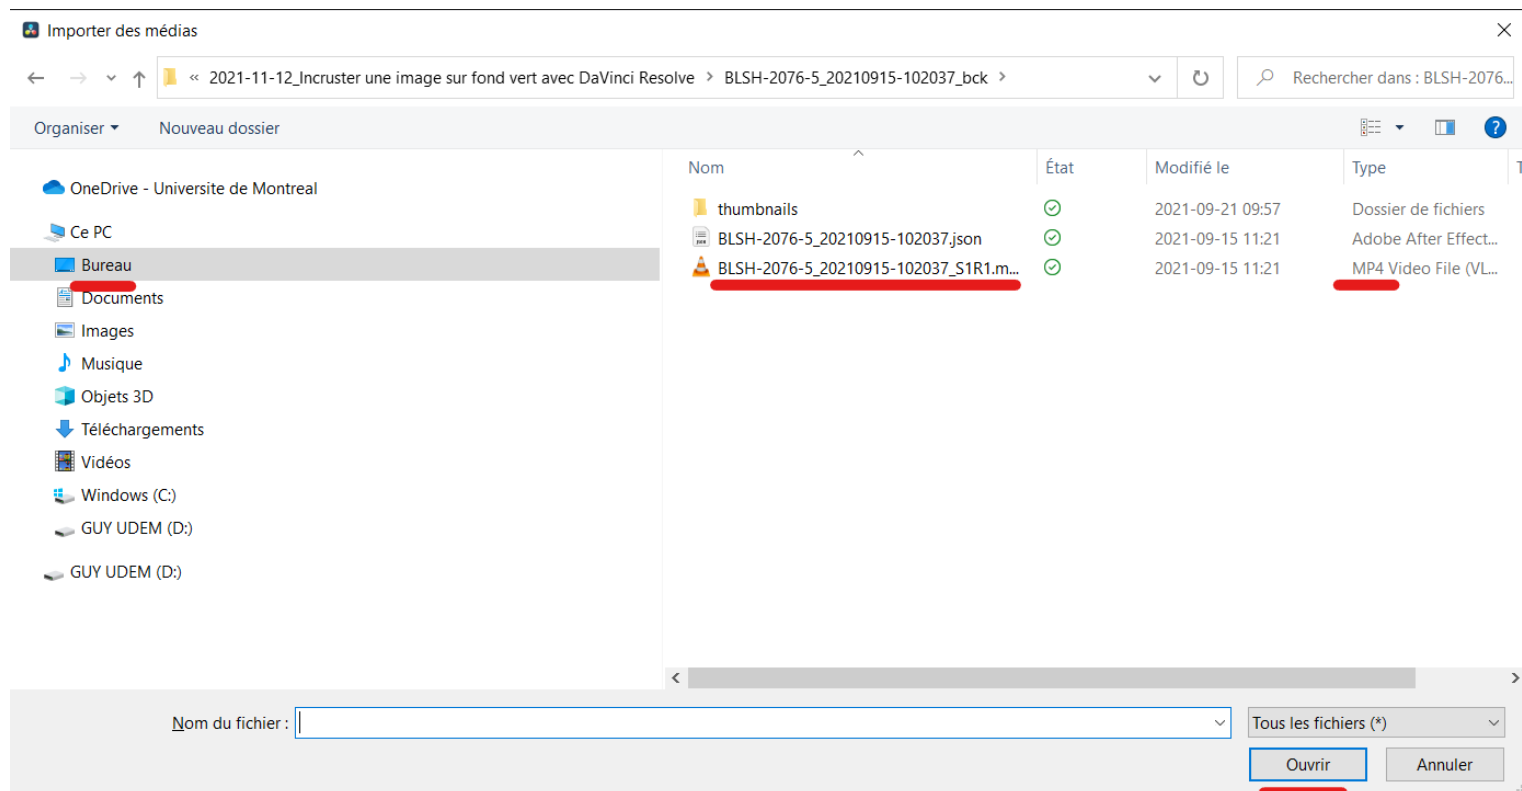 Importer des médias
« 2021-11-12_Incruster une image sur fond vert avec DaVinci Resolve > BLSH-2076-5_20210915-102037_bck >
Rechercher dans : BLSH-2076...
Organiser
Nouveau dossier
?
OneDrive - Universite de Montreal
Ce PC
Bureau
Documents
Images
Musique
Objets 3D
Téléchargements
Vidéos
Windows (C:)
GUY UDEM (D:)
GUY UDEM (D:)
Nom État Modifié le Type T
thumbnails 2021-09-21 09:57 Dossier de fichiers
BLSH-2076-5_20210915-102037.json 2021-09-15 11:21 Adobe After Effect...
BLSH-2076-5_20210915-102037_S1R1.m... 2021-09-15 11:21 MP4 Video File (VL...
Nom du fichier :
Tous les fichiers (*)
Ouvrir
Annuler